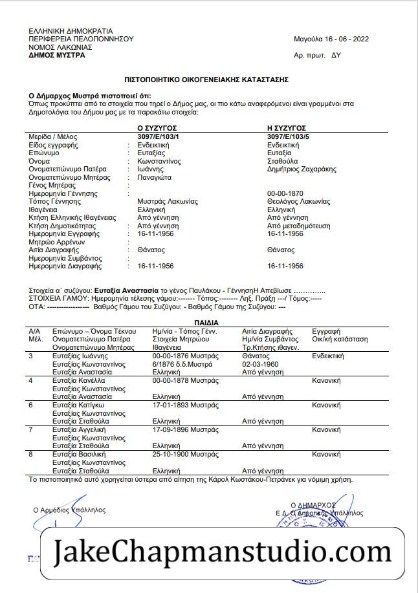 ΕΛΛΗΝΙΚΗ ΔΗΜΟΚΡΑΤΙΑ
ΠΕΡΙΦΕΡΕΙΑ ΠΕΛΟΠΟΝΝΗΣΟΥ
ΝΟΜΟΣ ΛΑΚΩΝΙΑΣ
ΔΗΜΟΣ ΜΥΣΤΡΑ
Μαγούλα 16 - 06 - 2022
Αρ. πρωτ. ΔΥ
ΠΙΣΤΟΠΟΙΗΤΙΚΟ ΟΙΚΟΓΕΝΕΙΑΚΗΣ ΚΑΤΑΣΤΑΣΗΣ
Ο Δήμαρχος Μυστρά πιστοποιεί ότι:
Όπως προκύπτει από τα στοιχεία που τηρεί ο Δήμος μας, οι πιο κάτω αναφερόμενοι είναι γραμμένοι στα
Δημοτολόγια του Δήμου μας με τα παρακάτω στοιχεία:
Ο ΣΥΖΥΓΟΣ Η ΣΥΖΥΓΟΣ
Μερίδα / Μέλος : 3097/Ε/103/1 3097/Ε/103/5
Είδος εγγραφής : Ενδεικτική Ενδεικτική
Επώνυμο : Ευταξίας Ευταξία
Όνομα : Κωνσταντίνος Σταθούλα
Ονοματεπώνυμο Πατέρα : Ιωάννης Δημήτριος Ζαχαράκης
Ονοματεπώνυμο Μητέρας : Παναγιώτα
Γένος Μητέρας :
Ημερομηνία Γέννησης : 00-00-1870
Τόπος Γέννησης : Μυστράς Λακωνίας Θεολόγος Λακωνίας
Ιθαγένεια : Ελληνική Ελληνική
Κτήση Ελληνικής Ιθαγένειας : Από γέννηση Από γέννηση
Κτήση Δημοτικότητας : Από γέννηση Από μεταδημότευση
Ημερομηνία Εγγραφής : 16-11-1956 16-11-1956
Μητρώο Αρρένων :
Αιτία Διαγραφής : Θάνατος Θάνατος
Ημερομηνία Συμβάντος :
Ημερομηνία Διαγραφής : 16-11-1956 16-11-1956
Στοιχεία α΄ συζύγου: Ευταξία Αναστασία το γένος Παυλάκου - ΓέννησηΗ Απεβίωσε ..............
ΣΤΟΙΧΕΙΑ ΓΑΜΟΥ: Ημερομηνία τέλεσης γάμου:------- Τόπος:------- Ληξ. Πράξη ---/ Τόμος:-----
ΟΤΑ: ------------------ Βαθμός Γάμου του Συζύγου: - Βαθμός Γάμου της Συζύγου: ---
ΠΑΙΔΙΑ
Α/Α Επώνυμο – Όνομα Τέκνου Ημ/νία - Τόπος Γένν. Αιτία Διαγραφής Εγγραφή
Μέλ. Ονοματεπώνυμο Πατέρα Στοιχεία Μητρώου Ημ/νία Συμβάντος Οικ/κή κατάσταση
Ονοματεπώνυμο Μητέρας Ιθαγένεια Τρ.Κτήσης ιθαγεν.
3 Ευταξίας Ιωάννης 00-00-1876 Μυστράς Θάνατος Ενδεικτική
Ευταξίας Κωνσταντίνος 6/1876 δ.δ.Μυστρά 02-03-1960
Ευταξία Αναστασία Ελληνική Από γέννηση
4 Ευταξία Κανέλλα 00-00-1878 Μυστράς Κανονική
Ευταξίας Κωνσταντίνος
Ευταξία Αναστασία Ελληνική Από γέννηση
6 Ευταξία Κατίγκω 17-01-1893 Μυστράς Κανονική
Ευταξίας Κωνσταντίνος
Ευταξία Σταθούλα Ελληνική Από γέννηση
7 Ευταξία Αγγελική 17-09-1896 Μυστράς Κανονική
Ευταξίας Κωνσταντίνος
Ευταξία Σταθούλα Ελληνική Από γέννηση
8 Ευταξία Βασιλική 25-10-1900 Μυστράς Κανονική
Ευταξίας Κωνσταντίνος
Ευταξία Σταθούλα Ελληνική Από γέννηση
Το πιστοποιητικό αυτό χορηγείται ύστερα από αίτηση της Κάρολ Κωστάκου-Πετράνεκ για νόμιμη χρήση.
Ο Αρμόδιος Υπάλληλος
Ο ΔΗΜΑΡΧΟΣ
JakeChapmanstudio.com